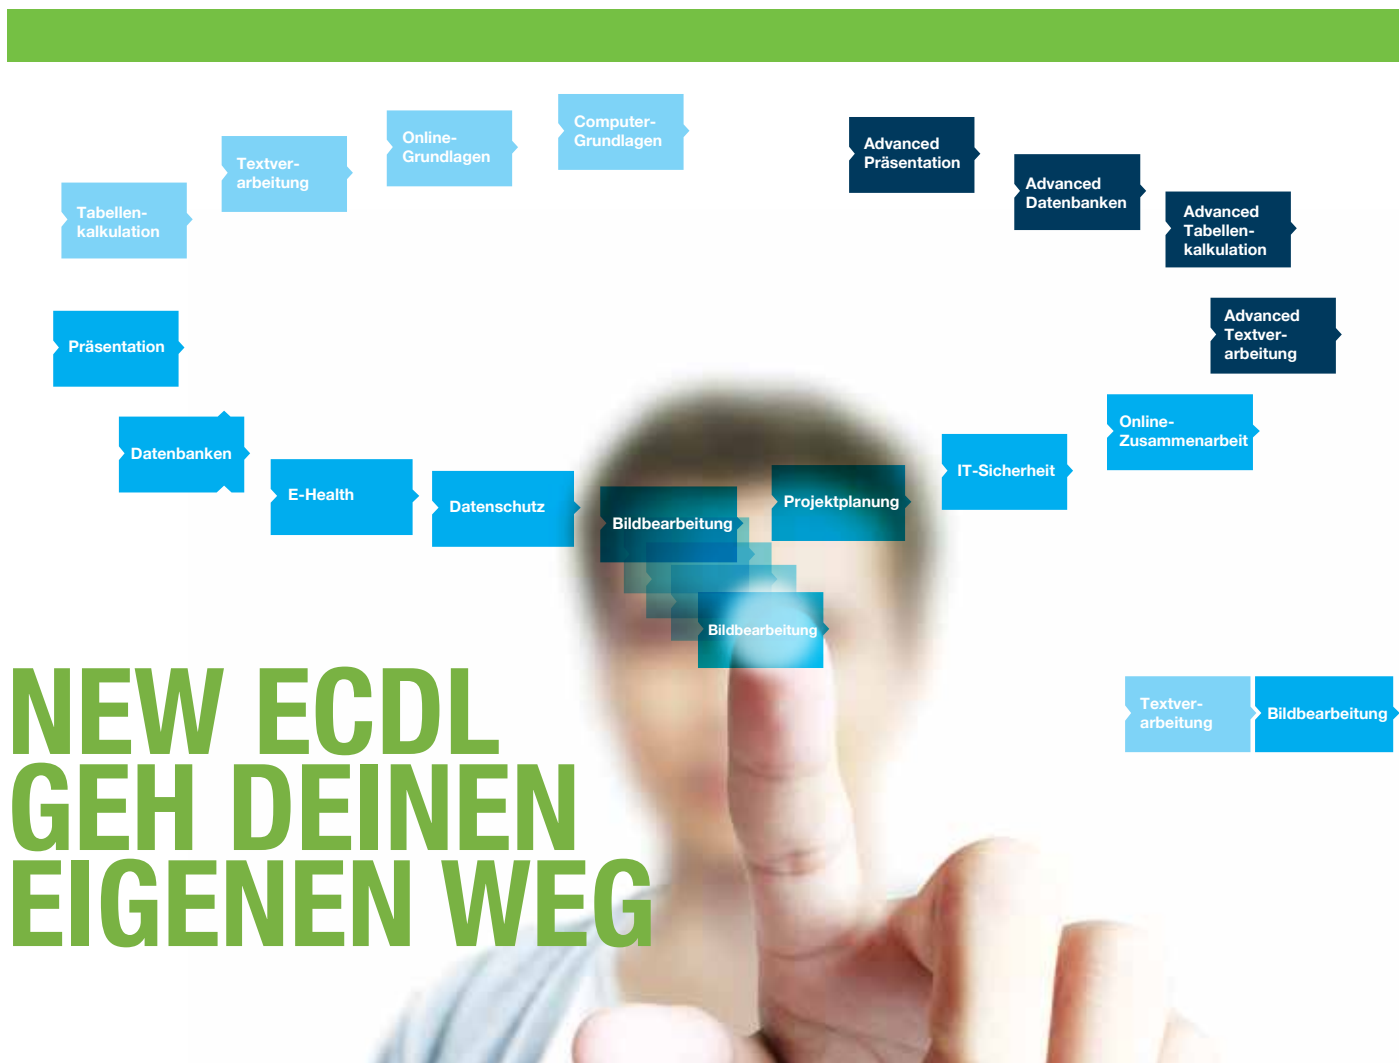 Computer-
Grundlagen
Online-
Grundlagen
Textver-
arbeitung
Tabellen-
kalkulation
Präsentation
Datenbanken
E-Health
Datenschutz
Bildbearbeitung
Bildbearbeitung
Projektplanung
IT-Sicherheit
Online-
Zusammenarbeit
Advanced
Präsentation
Advanced
Datenbanken
Advanced
Tabellen-
kalkulation
Advanced
Textver-
arbeitung
Textver-
arbeitung
Bildbearbeitung
NEW ECDL
GEH DEINEN
EIGENEN WEG